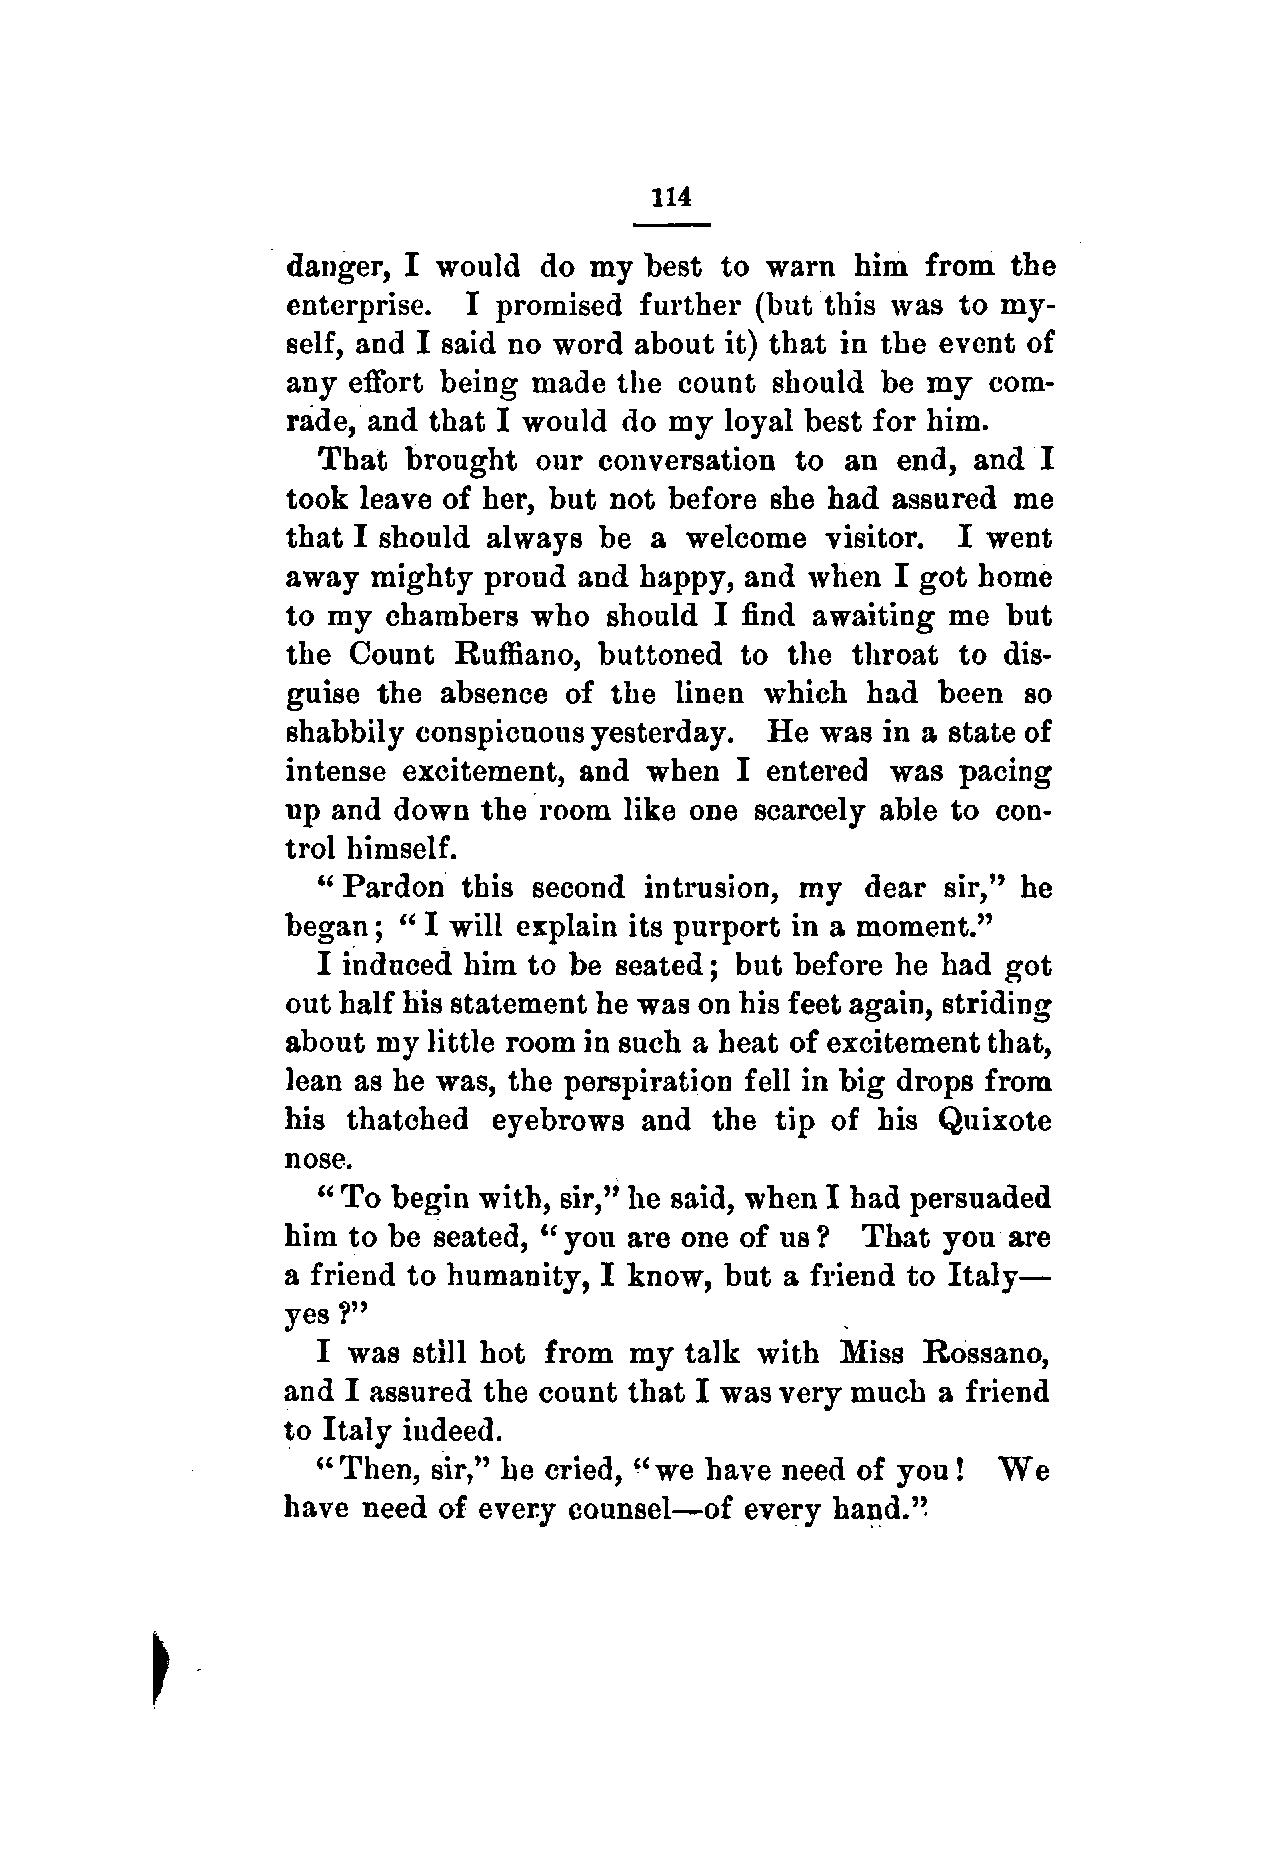 114
danger, I would do my best to warn him from the
enterprise. I promised further (but this was to my-
self, and I said no word about it) that in the event of
any effort being made the count should be my com-
rade, and that I would do my loyal best for him.
That brought our conversation to an end, and I
took leave of her, but not before she had assured me
that I should always be a welcome visitor. I went
away mighty proud and happy, and when I got home
to my chambers who should I find awaiting me but
the Count Ruffiano, buttoned to the throat to dis-
guise the absence of the linen which had been so
shabbily conspicuous yesterday. He was in a state of
intense excitement, and when I entered was pacing
up and down the room like one scarcely able to con-
trol himself.
“Pardon this second intrusion, my dear sir,” he
began; “I will explain its purport in a moment.”
I induced him to be seated; but before he had got
out half his statement he was on his feet again, striding
about my little room in such a heat of excitement that,
lean as he was, the perspiration fell in big drops from
his thatched eyebrows and the tip of his Quixote
nose.
“To begin with, sir,” he said, when I had persuaded
him to be seated, “you are one of us? That you are
a friend to humanity, I know, but a friend to Italy—
yes?”
I was still hot from my talk with Miss Rossano,
and I assured the count that I was very much a friend
to Italy indeed.
“Then, sir,” he cried, “we have need of you! We
have need of every counsel—of every hand.”